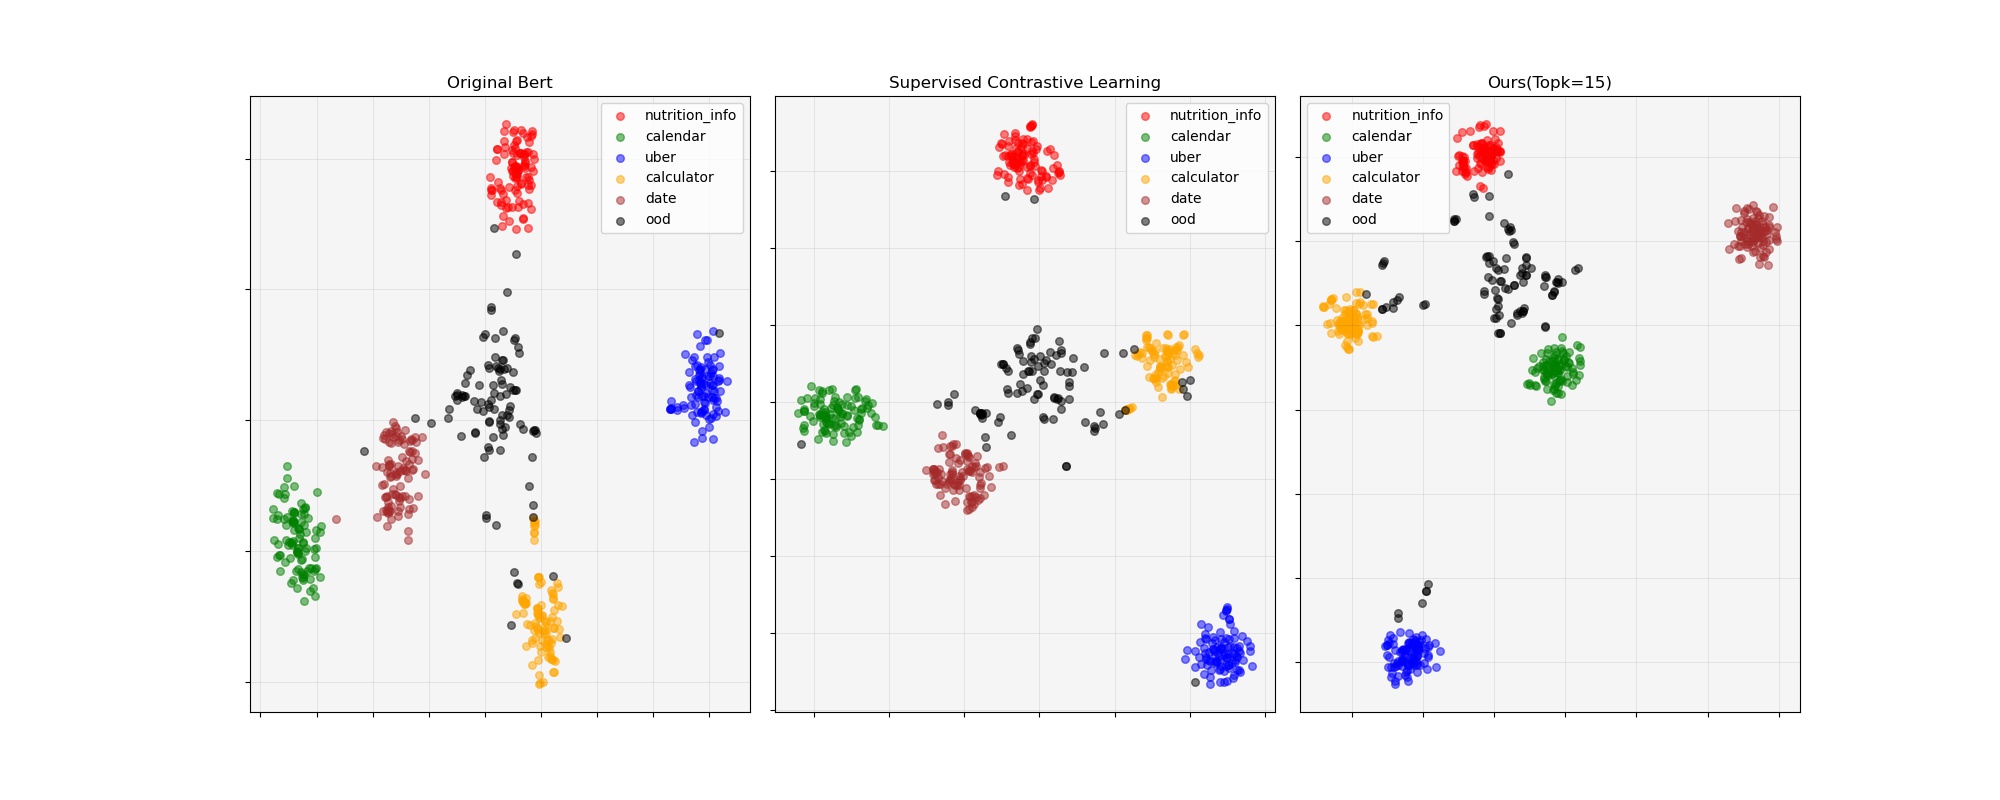 Original Bert
nutrition_info
calendar
uber
calculator
date
ood
Supervised Contrastive Learning
nutrition_info
calendar
uber
calculator
date
ood
Ours(Topk=15)
nutrition_info
calendar
uber
calculator
date
ood